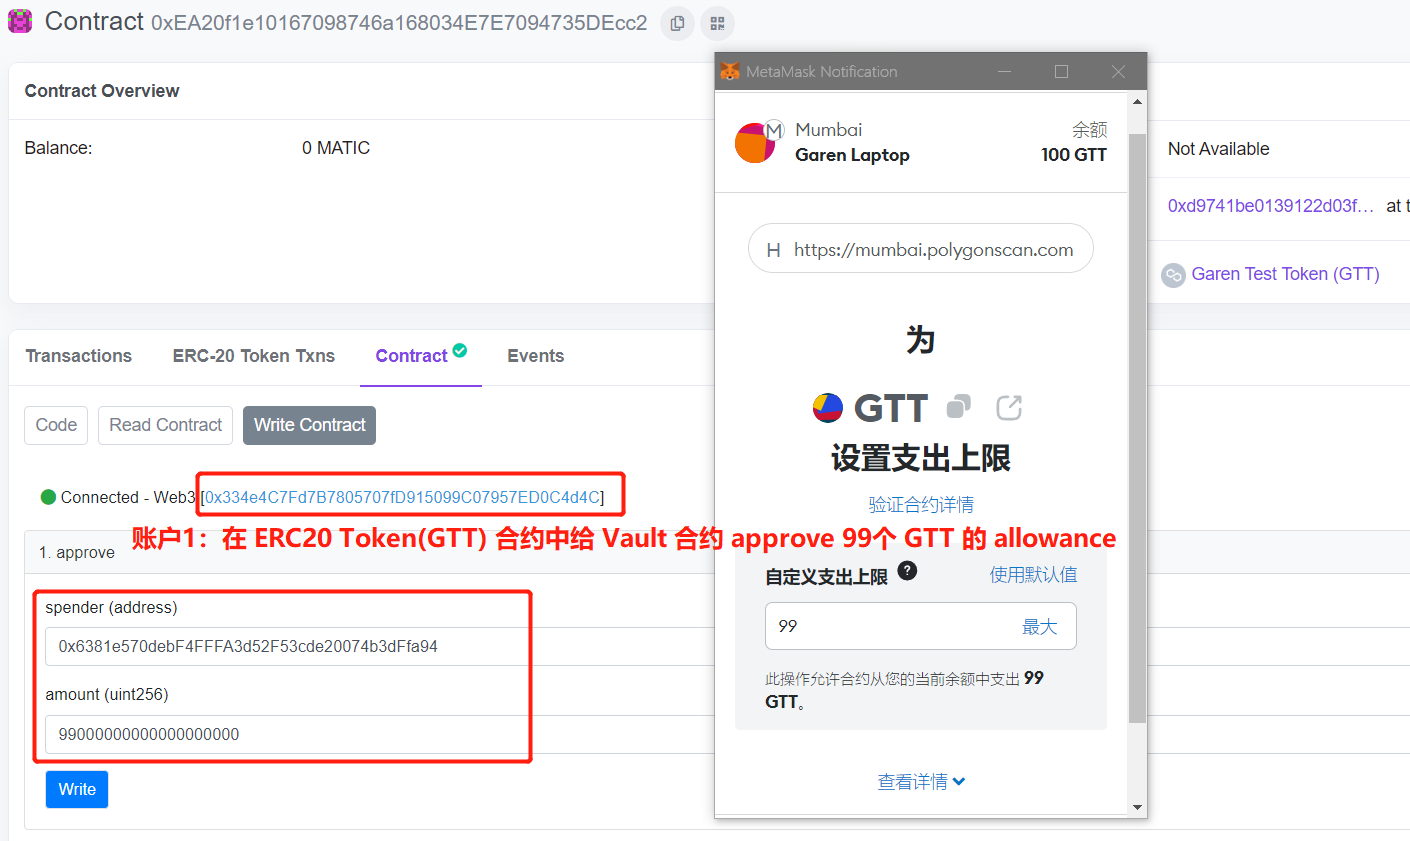 Contract 0xEA20f1e10167098746a168034E7E7094735DEcc2
Contract Overview
Balance: 0 MATIC
Not Available
0xd9741be0139122d03f... at t
Garen Test Token (GTT)
Transactions ERC-20 Token Txns Contract Events
Code Read Contract Write Contract
Connected - Web3 [0x334e4C7Fd7B7805707fD915099C07957ED0C4d4C]
账户1：在 ERC20 Token(GTT) 合约中给 Vault 合约 approve 99个 GTT 的 allowance
1. approve
spender (address)
0x6381e570debF4FFFA3d52F53cde20074b3dFfa94
amount (uint256)
99000000000000000000
Write
MetaMask Notification
M Mumbai 余额
Garen Laptop 100 GTT
H https://mumbai.polygonscan.com
为
GTT
设置支出上限
验证合约详情
自定义支出上限 ? 使用默认值
99 最大
此操作允许合约从您的当前余额中支出 99
GTT。
查看详情